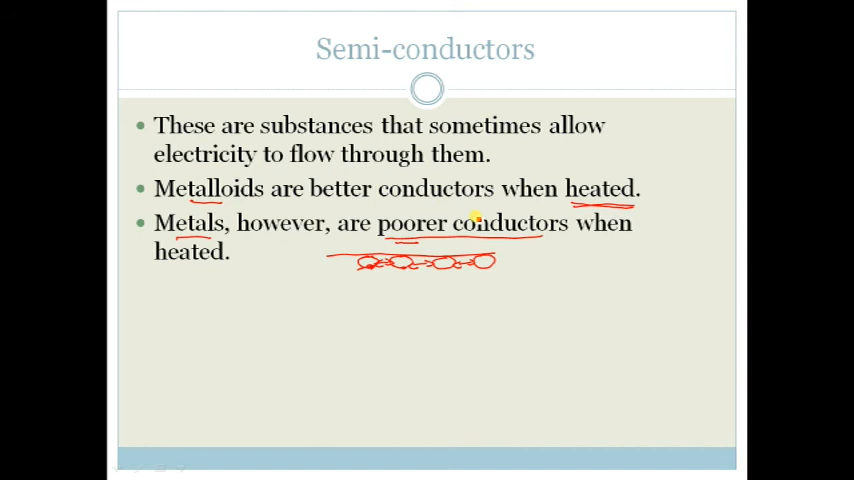 Semi-conductors
These are substances that sometimes allow
electricity to flow through them.
Metalloids are better conductors when heated.
Metals, however, are poorer conductors when
heated.